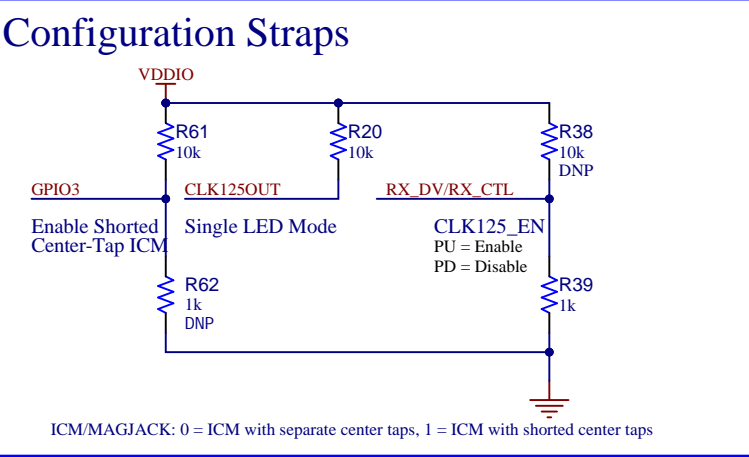 Configuration Straps
VDDIO
R61
10k
R20
10k
R38
10k
DNP
GPIO3
CLK125OUT
RX_DV/RX_CTL
Enable Shorted
Center-Tap ICM
Single LED Mode
CLK125_EN
PU = Enable
PD = Disable
R62
1k
DNP
R39
1k
ICM/MAGJACK: 0 = ICM with separate center taps, 1 = ICM with shorted center taps